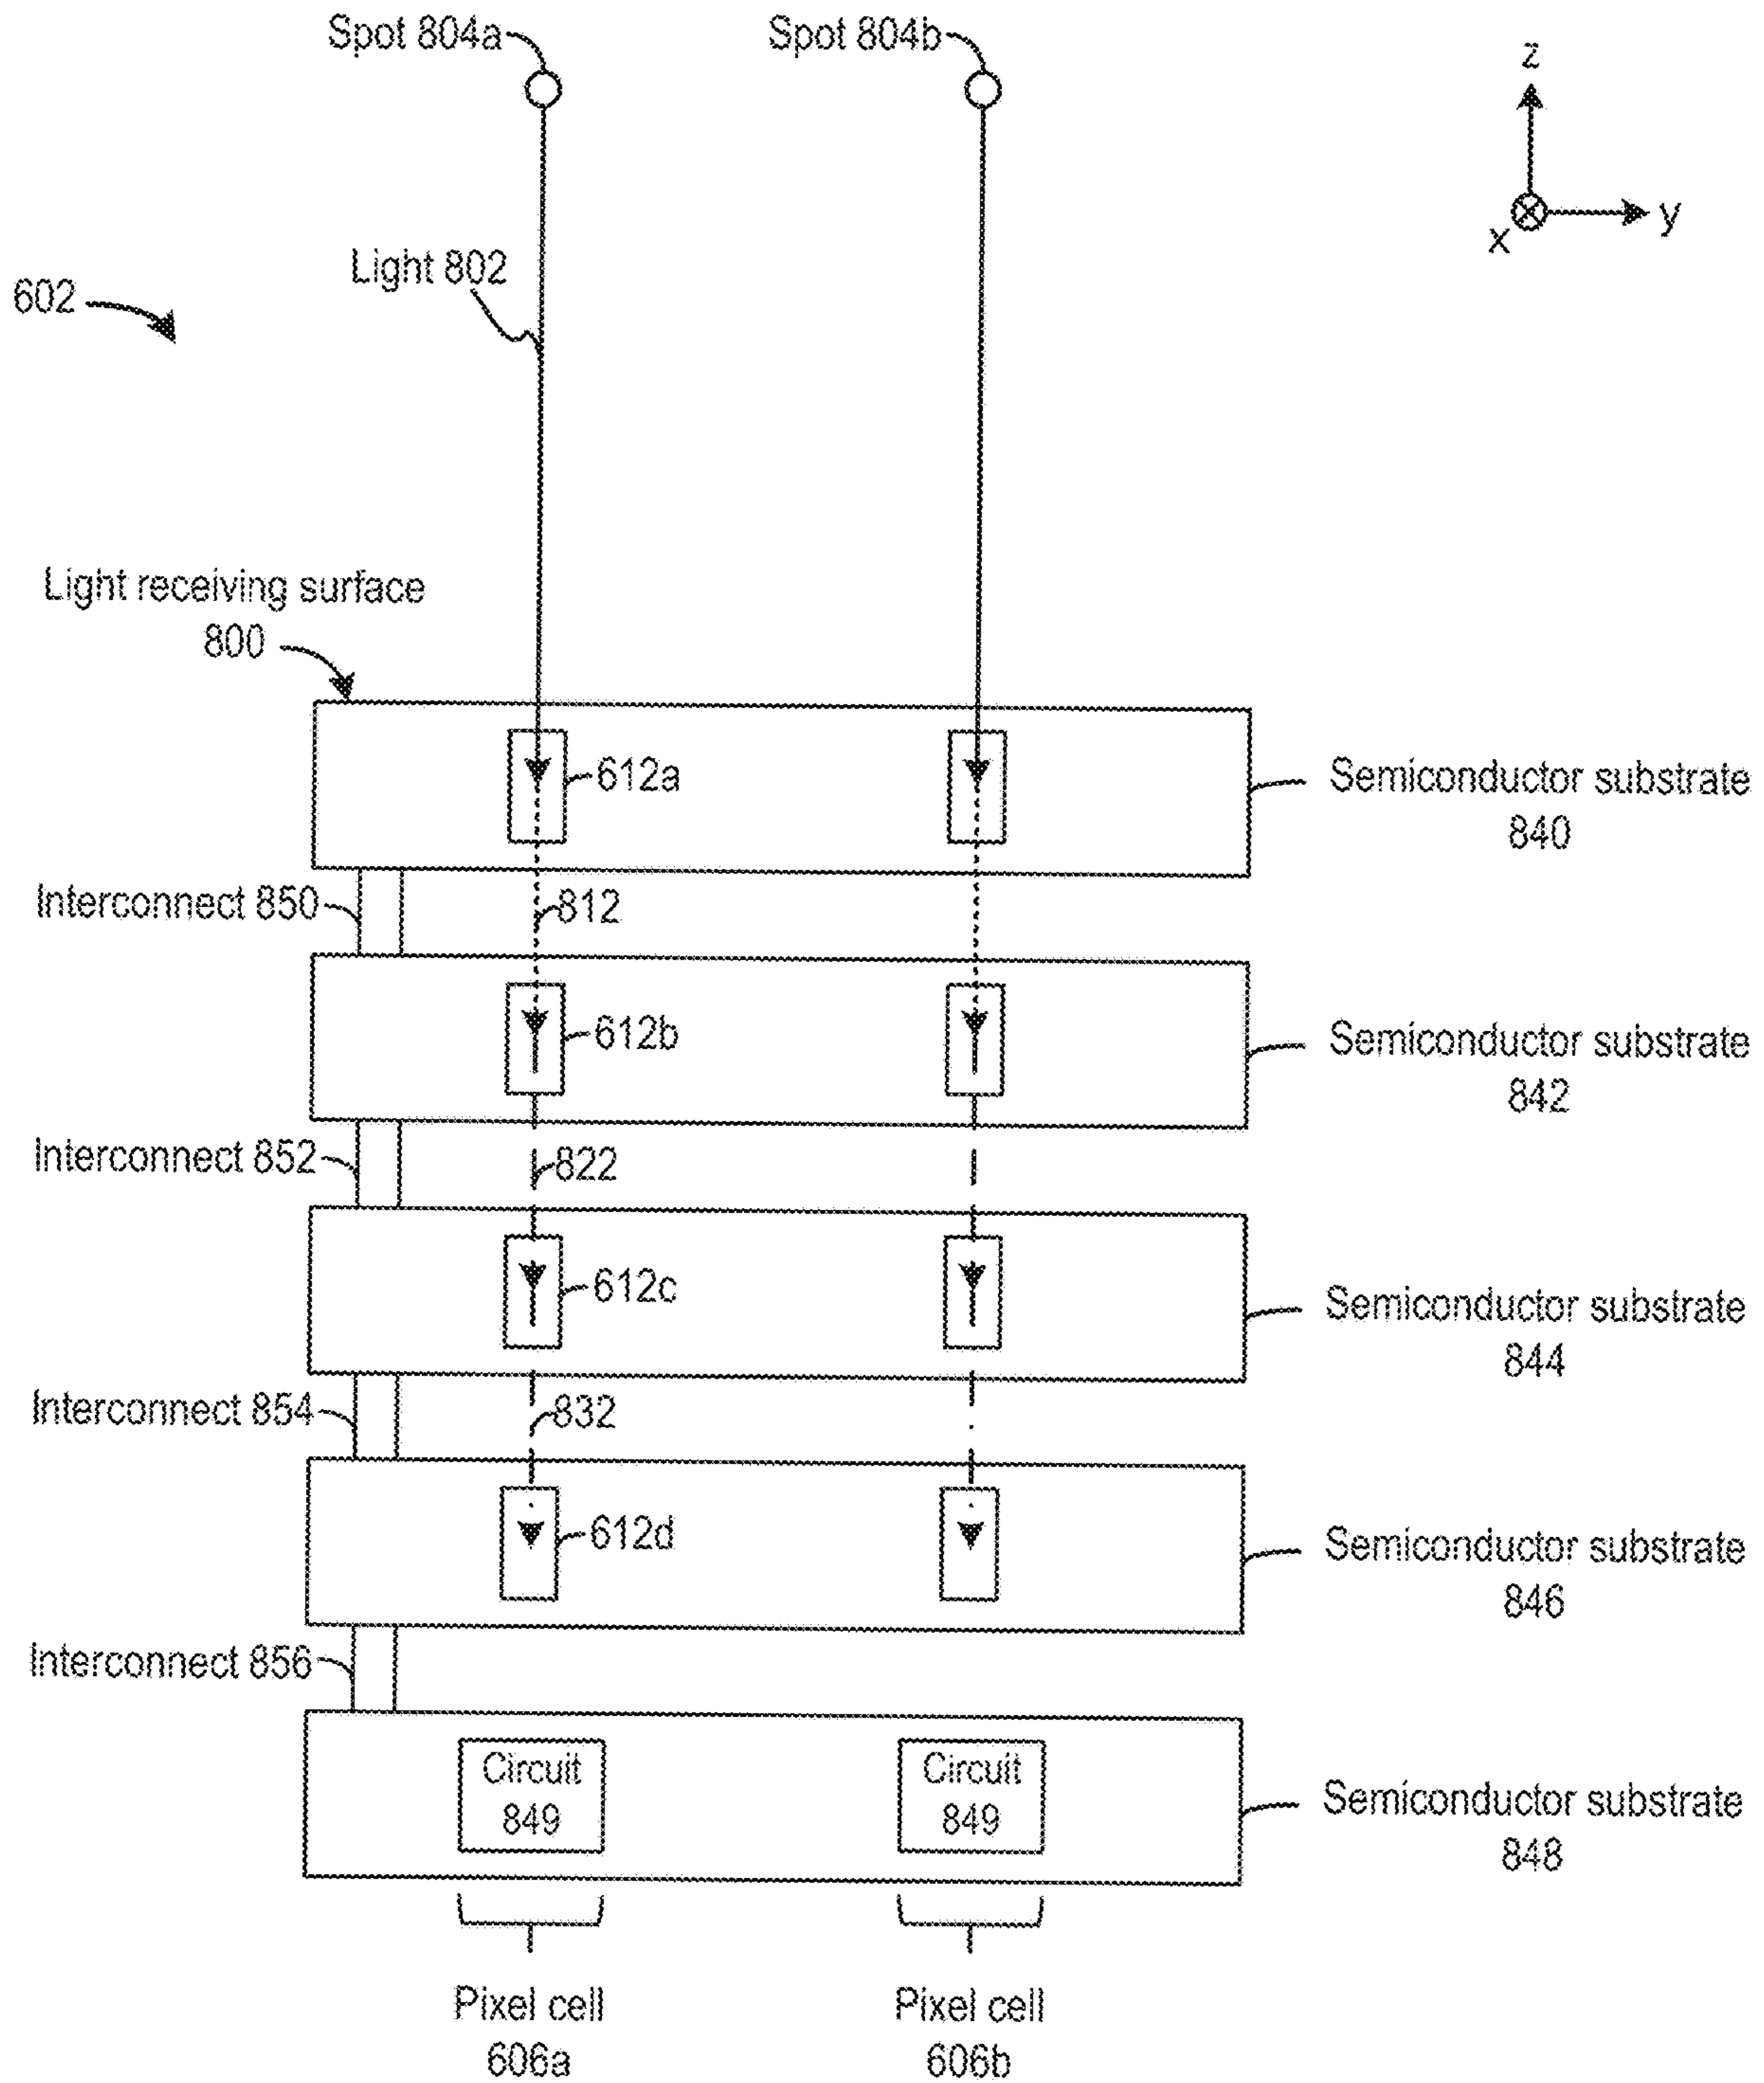 Spot 804a
Spot 804b
z
y
x
Light 802
602
Light receiving surface
800
612a
Semiconductor substrate
840
Interconnect 850
812
612b
Semiconductor substrate
842
Interconnect 852
822
612c
Semiconductor substrate
844
Interconnect 854
832
612d
Semiconductor substrate
846
Interconnect 856
Circuit
849
Circuit
849
Semiconductor substrate
848
Pixel cell
606a
Pixel cell
606b